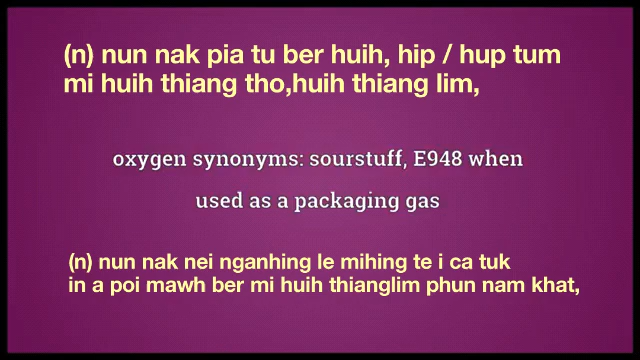 (n) nun nak pia tu ber huih, hip / hup tum
mi huih thiang tho,huih thiang lim,
oxygen synonyms: sourstuff, E948 when
used as a packaging gas
(n) nun nak nei nganhing le mihing te i ca tuk
in a poi mawh ber mi huih thianglim phun nam khat,